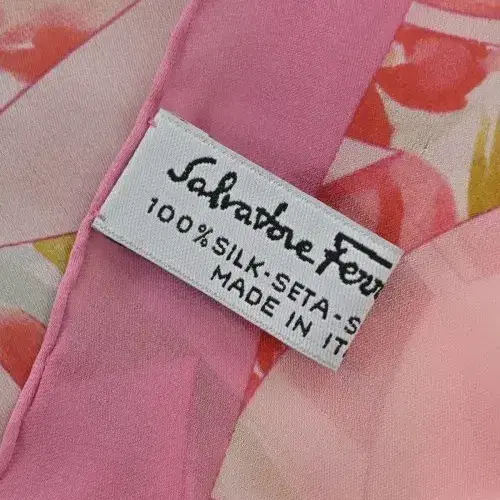 Salvatore Ferr
100% SILK-SETA-S
MADE IN IT